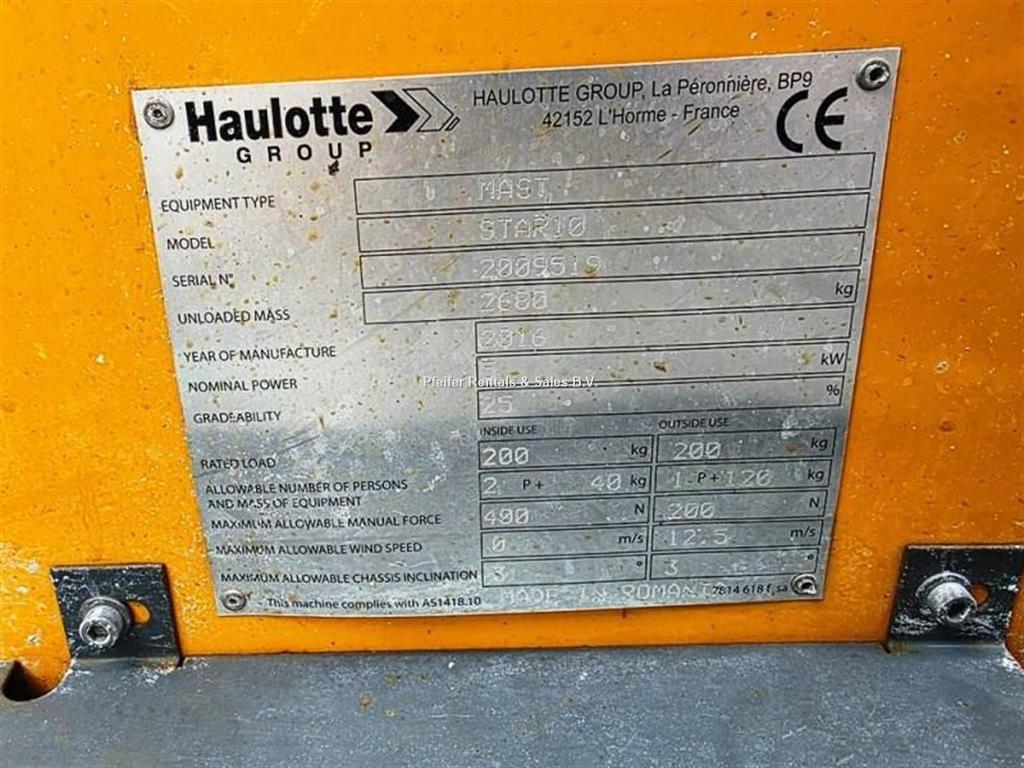 Haulotte
GROUP
HAULOTTE GROUP, La Péronnière, BP9
42152 L'Horme - France
CE
EQUIPMENT TYPE MAST
MODEL STAR10
SERIAL N° 2009519
UNLOADED MASS 2680 kg
YEAR OF MANUFACTURE 2016
NOMINAL POWER kW
GRADEABILITY 25 %
INSIDE USE OUTSIDE USE
RATED LOAD 200 kg 200 kg
ALLOWABLE NUMBER OF PERSONS
AND MASS OF EQUIPMENT 2 P + 40 kg 1 P + 120 kg
MAXIMUM ALLOWABLE MANUAL FORCE 400 N 200 N
MAXIMUM ALLOWABLE WIND SPEED 0 m/s 12.5 m/s
MAXIMUM ALLOWABLE CHASSIS INCLINATION 3 ° 3 °
- This machine complies with AS1418.10 MADE IN ROMAN 7814 618 f_sa
Pfeifer Rentals & Sales B.V.